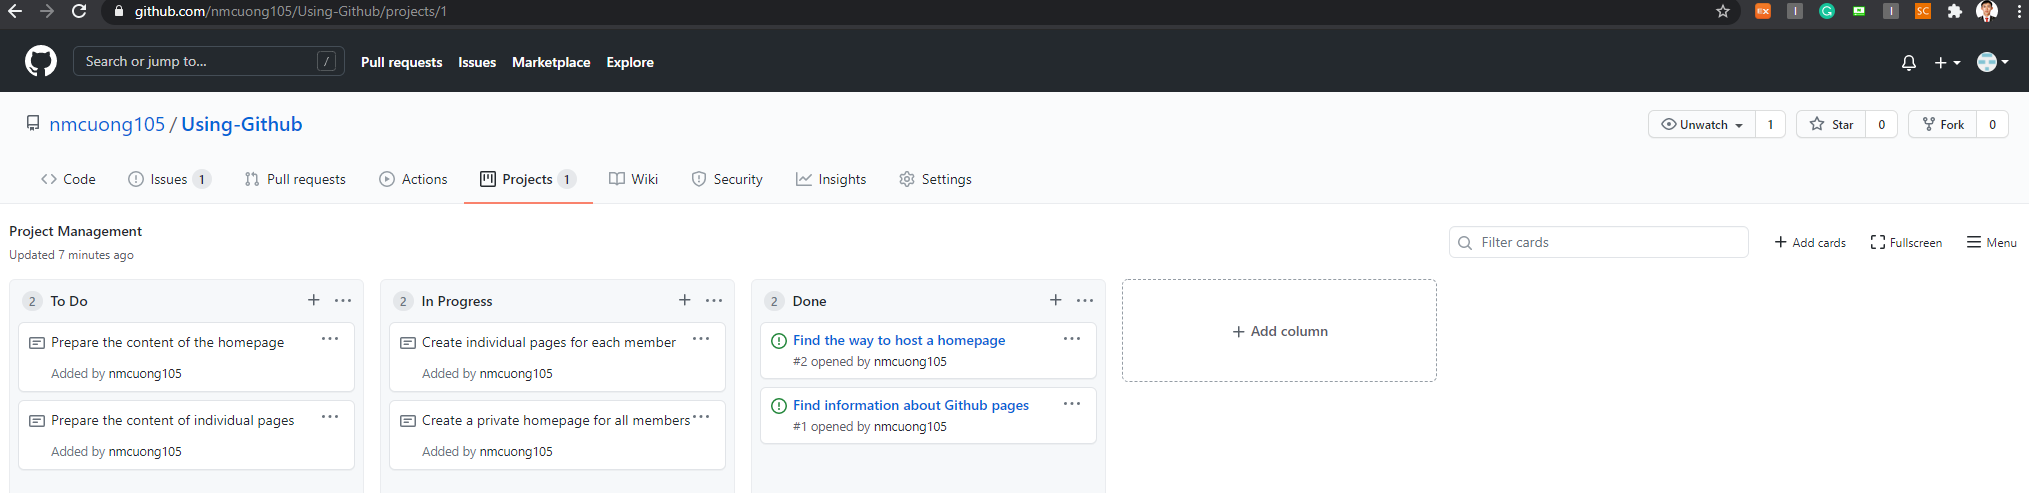 github.com/nmcuong105/Using-Github/projects/1
EX I G I SC
Search or jump to... / Pull requests Issues Marketplace Explore
nmcuong105 / Using-Github
Unwatch 1 Star 0 Fork 0
Code Issues 1 Pull requests Actions Projects 1 Wiki Security Insights Settings
Project Management
Updated 7 minutes ago
Filter cards + Add cards Fullscreen Menu
2 To Do + ...
Prepare the content of the homepage ...
Added by nmcuong105
Prepare the content of individual pages ...
Added by nmcuong105
2 In Progress + ...
Create individual pages for each member ...
Added by nmcuong105
Create a private homepage for all members ...
Added by nmcuong105
2 Done + ...
Find the way to host a homepage ...
#2 opened by nmcuong105
Find information about Github pages ...
#1 opened by nmcuong105
+ Add column